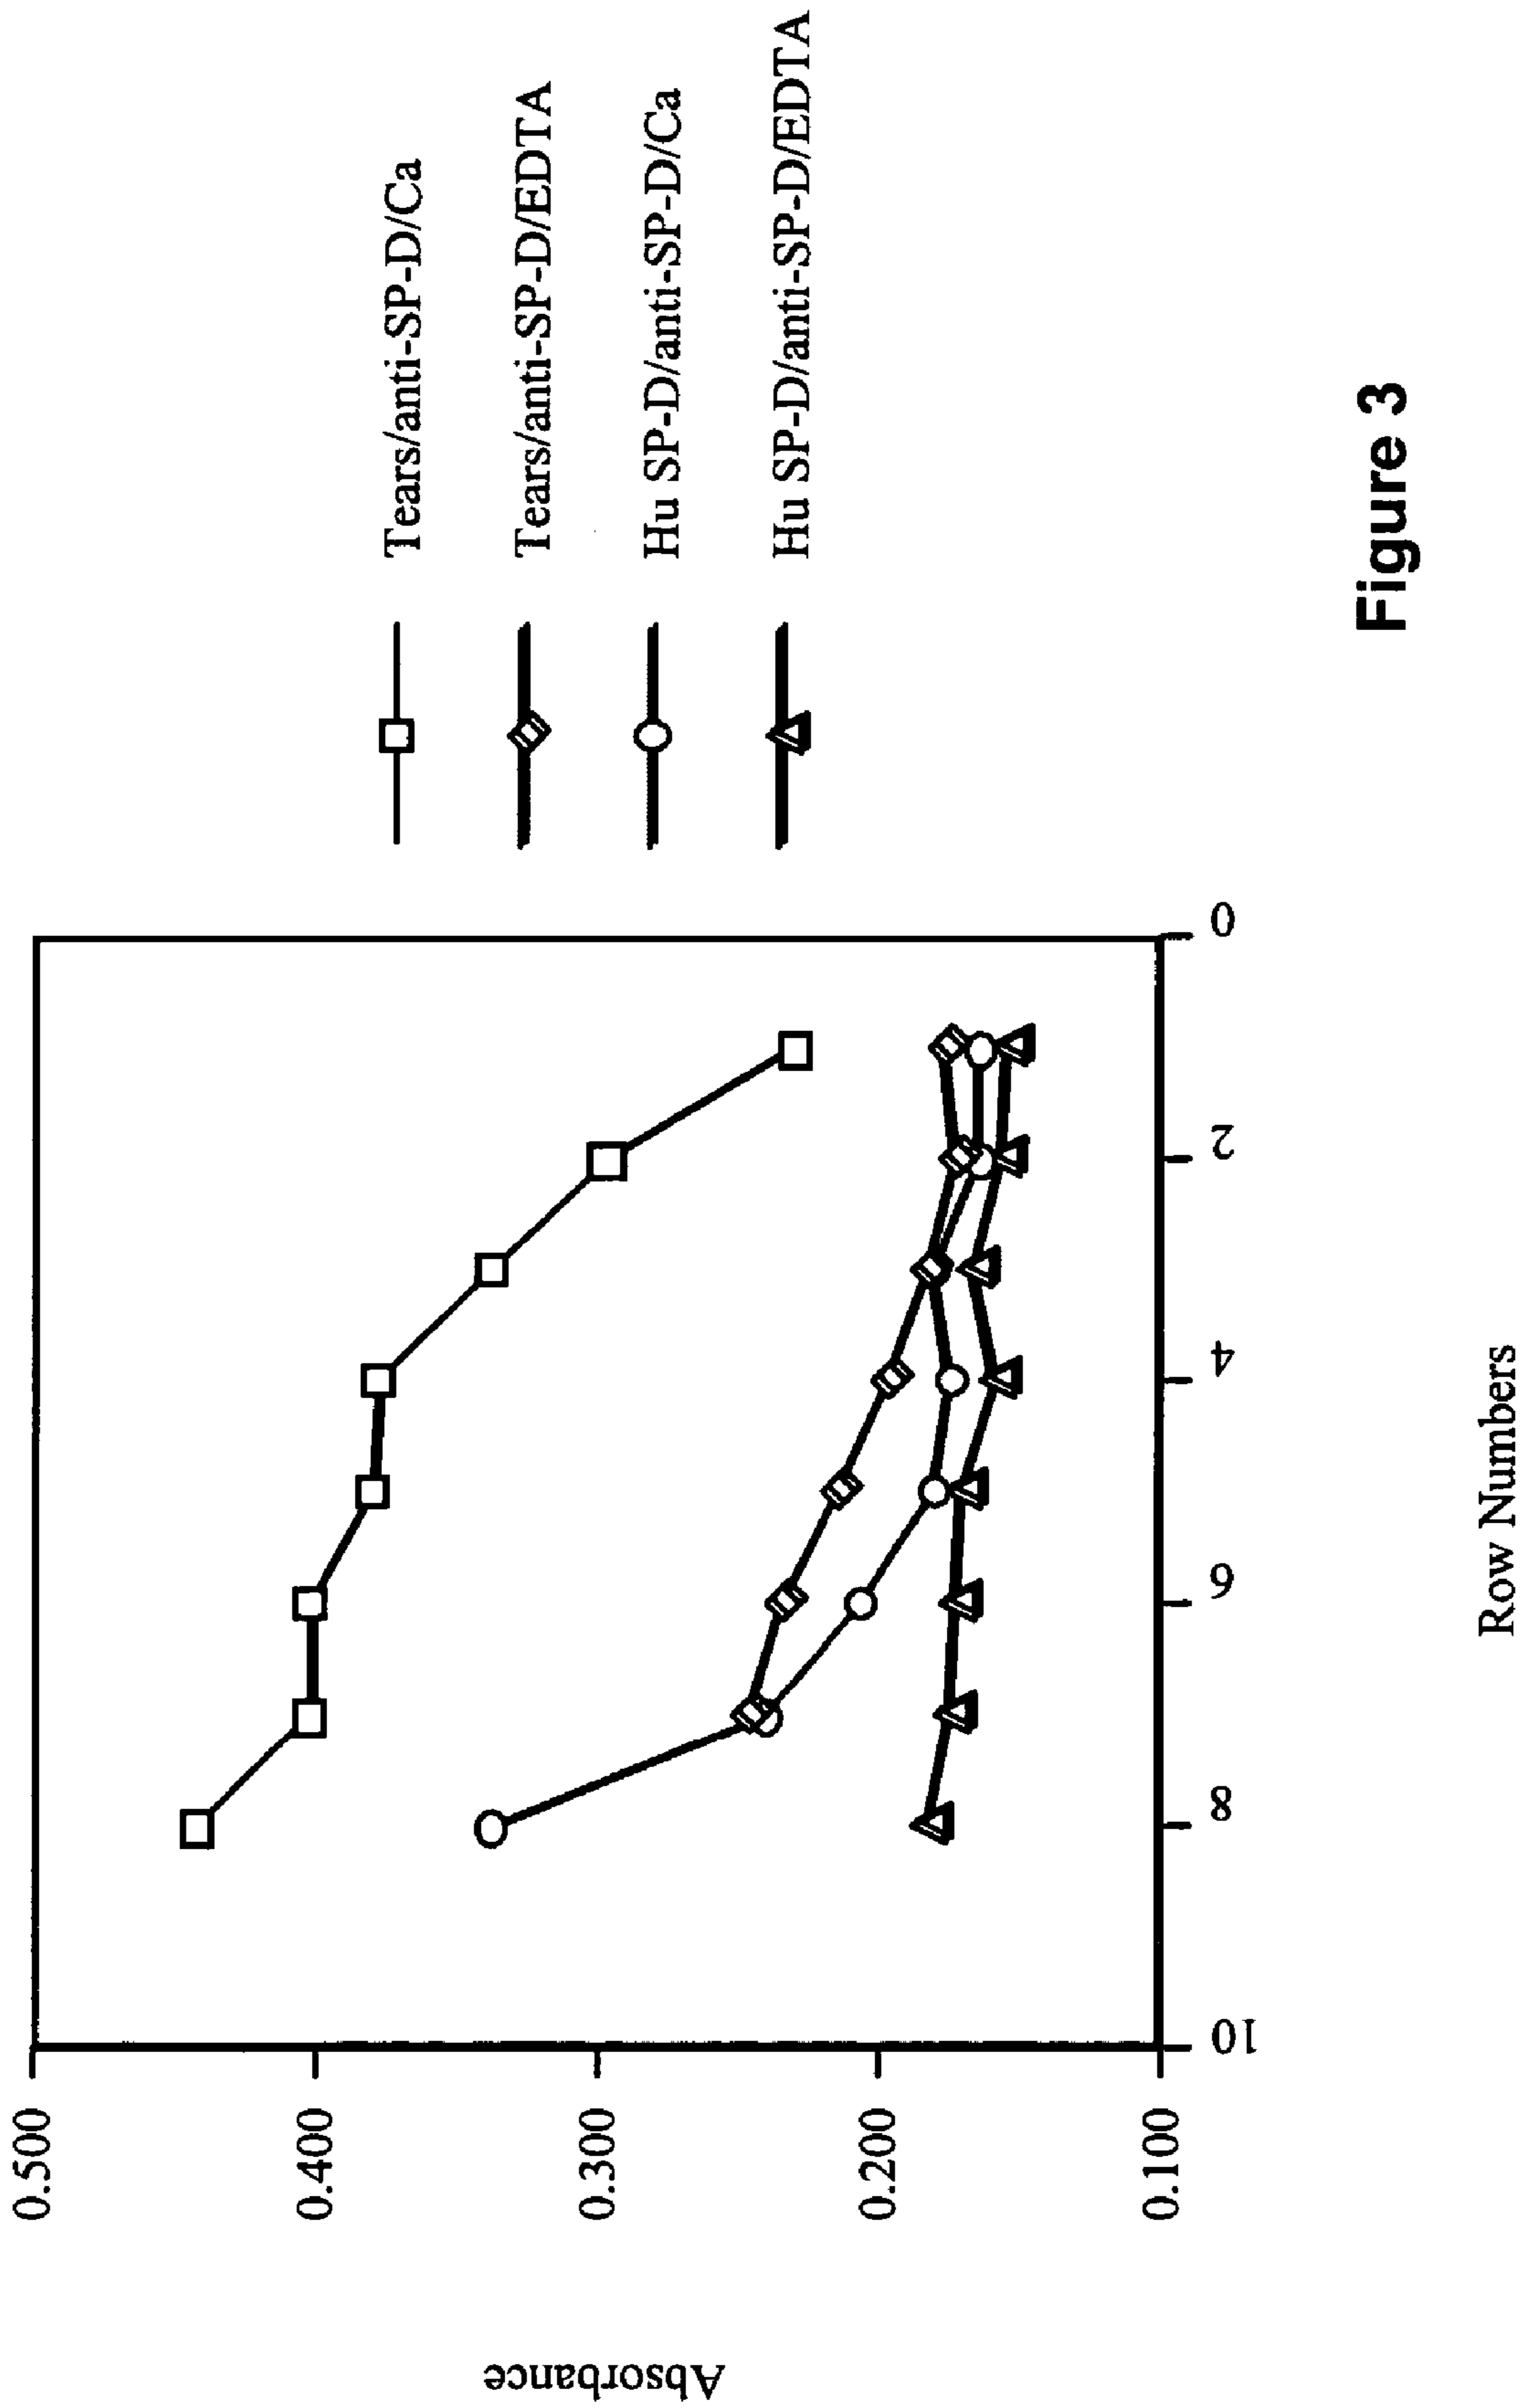 Absorbance
0.500
0.400
0.300
0.200
0.100
10
8
6
4
2
0
Row Numbers
Tears/anti-SP-D/Ca
Tears/anti-SP-D/EDTA
Hu SP-D/anti-SP-D/Ca
Hu SP-D/anti-SP-D/EDTA
Figure 3